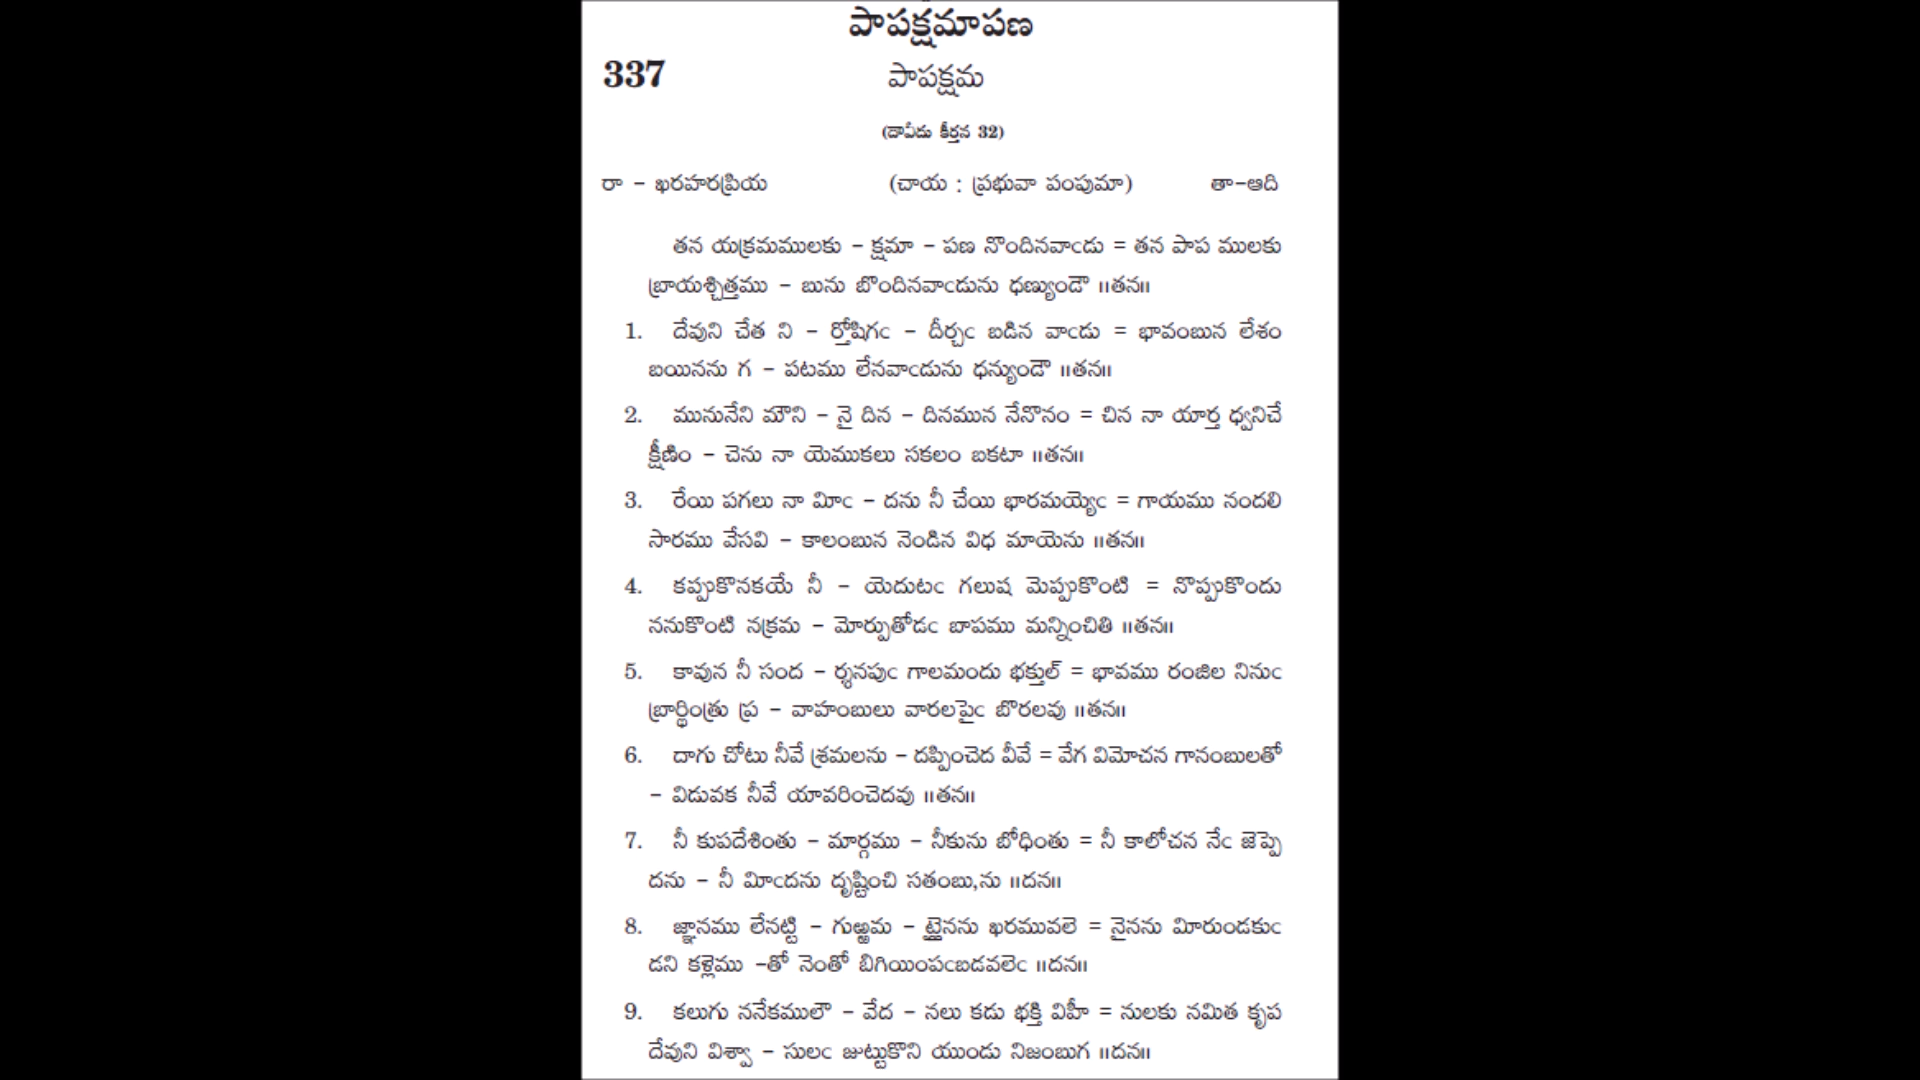 పాపక్షమాపణ
337 పాపక్షమ
(దావీదు కీర్తన 32)
రా - ఖరహరప్రియ (చాయ : ప్రభువా పంపుమా) తా-ఆది
తన యక్రమములకు - క్షమా - పణ నొందినవాఁడు = తన పాప ములకు
బ్రాయశ్చిత్తము - బును బొందినవాఁడును ధణ్యుండౌ ॥తన॥
1. దేవుని చేత ని - ర్తోషిగఁ - దీర్చఁ బడిన వాఁడు = భావంబున లేశం
బయినను గ - పటము లేనవాఁడును ధన్యుండౌ ॥తన॥
2. మునునేని మౌని - నై దిన - దినమున నేనొనం = చిన నా యార్త ధ్వనిచే
క్షీణిం - చెను నా యెముకలు సకలం బకటా ॥తన॥
3. రేయి పగలు నా మీఁ - దను నీ చేయి భారమయ్యెఁ = గాయము నందలి
సారము వేసవి - కాలంబున నెండిన విధ మాయెను ॥తన॥
4. కప్పుకొనకయే నీ - యెదుటఁ గలుష మెప్పుకొంటి = నొప్పుకొందు
ననుకొంటి నక్రమ - మోర్పుతోడఁ బాపము మన్నించితి ॥తన॥
5. కావున నీ సంద - ర్శనపుఁ గాలమందు భక్తుల్ = భావము రంజిల నినుఁ
బ్రార్థింత్రు ప్ర - వాహంబులు వారలపైఁ బొరలవు ॥తన॥
6. దాగు చోటు నీవే శ్రమలను - దప్పించెద వీవే = వేగ విమోచన గానంబులతో
- విడువక నీవే యావరించెదవు ॥తన॥
7. నీ కుపదేశింతు - మార్గము - నీకును బోధింతు = నీ కాలోచన నేఁ జెప్పె
దను - నీ మీఁదను దృష్టించి సతంబు,ను ॥దన॥
8. జ్ఞానము లేనట్టి - గుఱ్ఱమ - ట్లైనను ఖరమువలె = నైనను మీరుండకుఁ
డని కళ్లెము -తో నెంతో బిగియింపఁబడవలెఁ ॥దన॥
9. కలుగు ననేకములౌ - వేద - నలు కడు భక్తి విహీ = నులకు నమిత కృప
దేవుని విశ్వా - సులఁ జుట్టుకొని యుండు నిజంబుగ ॥దన॥